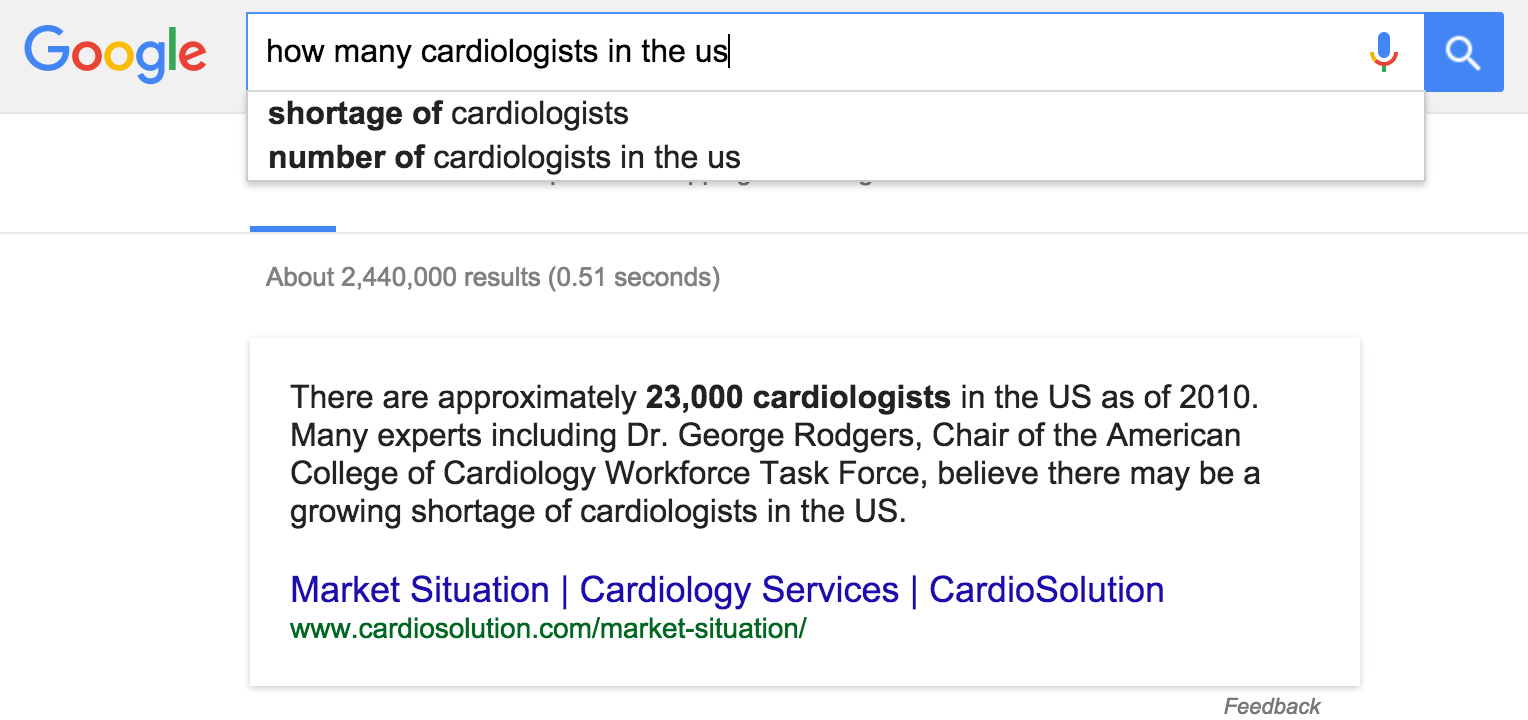 Google
how many cardiologists in the us
shortage of cardiologists
number of cardiologists in the us
About 2,440,000 results (0.51 seconds)
There are approximately 23,000 cardiologists in the US as of 2010.
Many experts including Dr. George Rodgers, Chair of the American
College of Cardiology Workforce Task Force, believe there may be a
growing shortage of cardiologists in the US.
Market Situation | Cardiology Services | CardioSolution
www.cardiosolution.com/market-situation/
Feedback